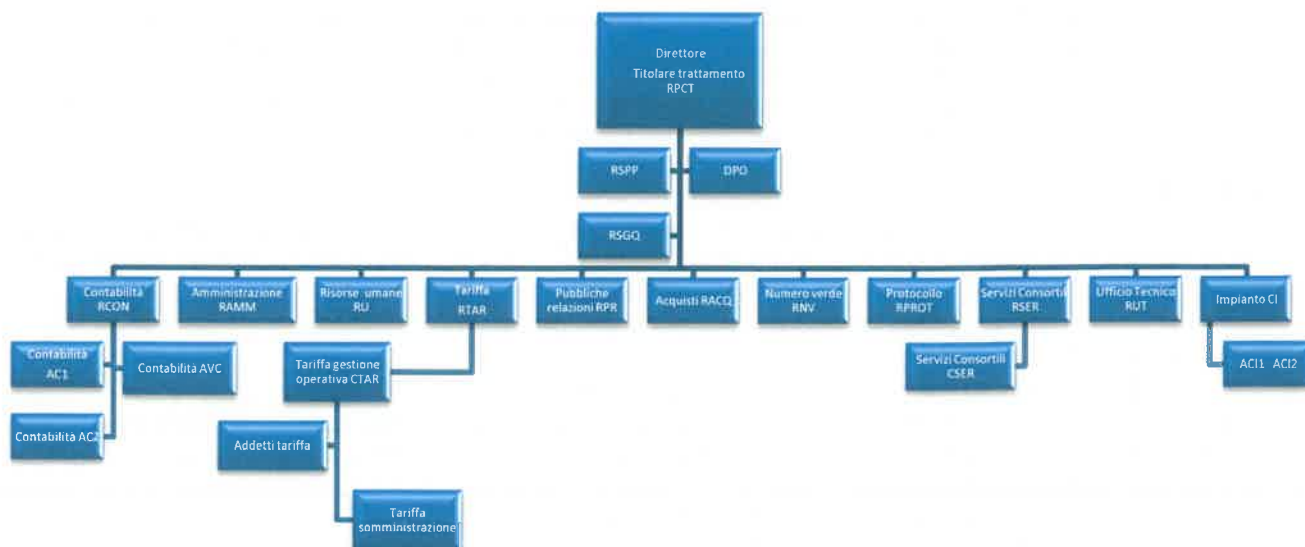 Direttore
Titolare trattamento
RPCT
RSPP
DPO
RSGQ
Contabilità
RCON
Amministrazione
RAMM
Risorse umane
RU
Tariffa
RTAR
Pubbliche
relazioni RPR
Acquisti RACQ
Numero verde
RNV
Protocollo
RPROT
Servizi Consortili
RSER
Ufficio Tecnico
RUT
Impianto CI
Contabilità
AC1
Contabilità AVC
Tariffa gestione
operativa CTAR
Servizi Consortili
CSER
ACI1 ACI2
Contabilità AC2
Addetti tariffa
Tariffa
somministrazione